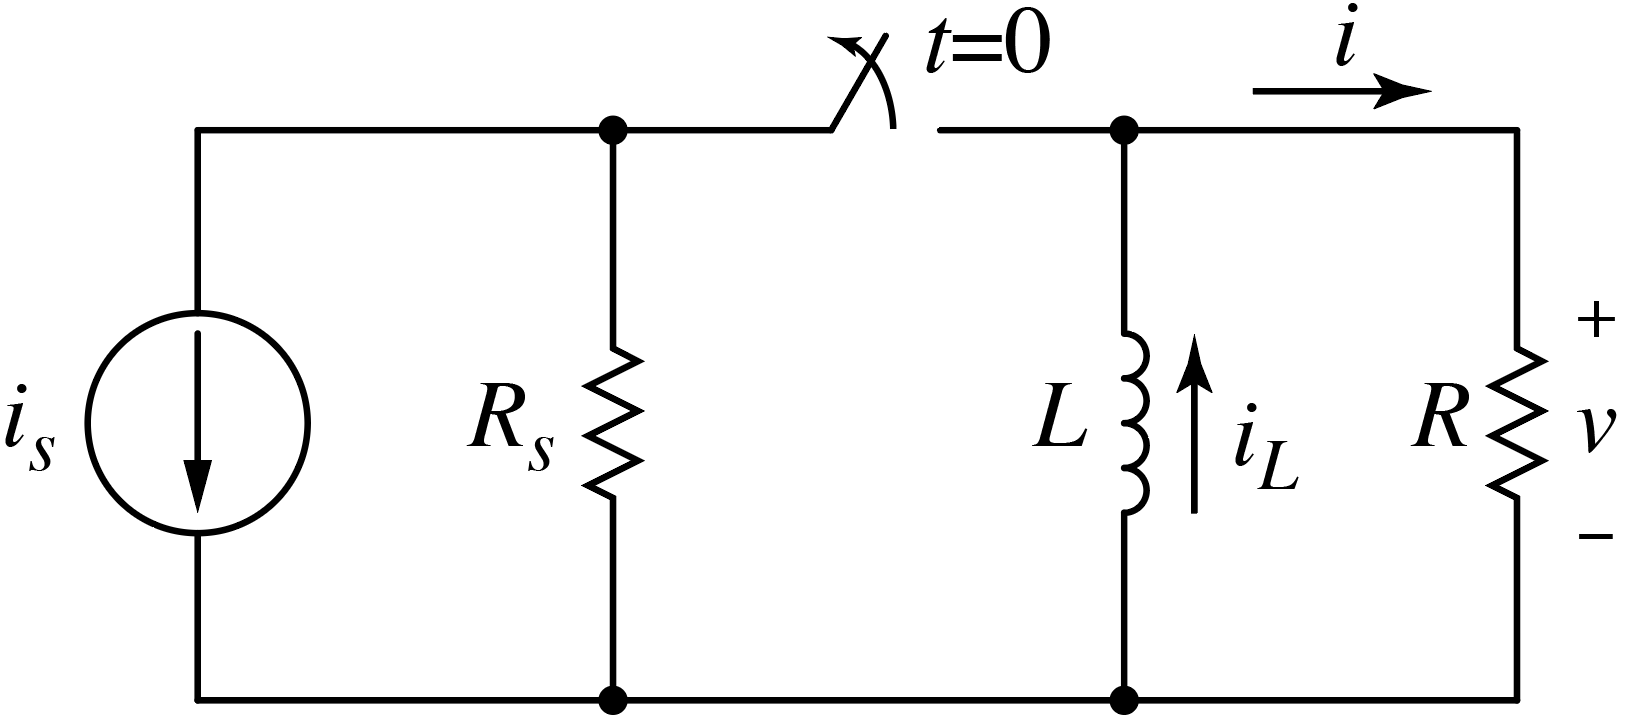 t=0
i
i_s
R_s
L
i_L
R
+
v
−